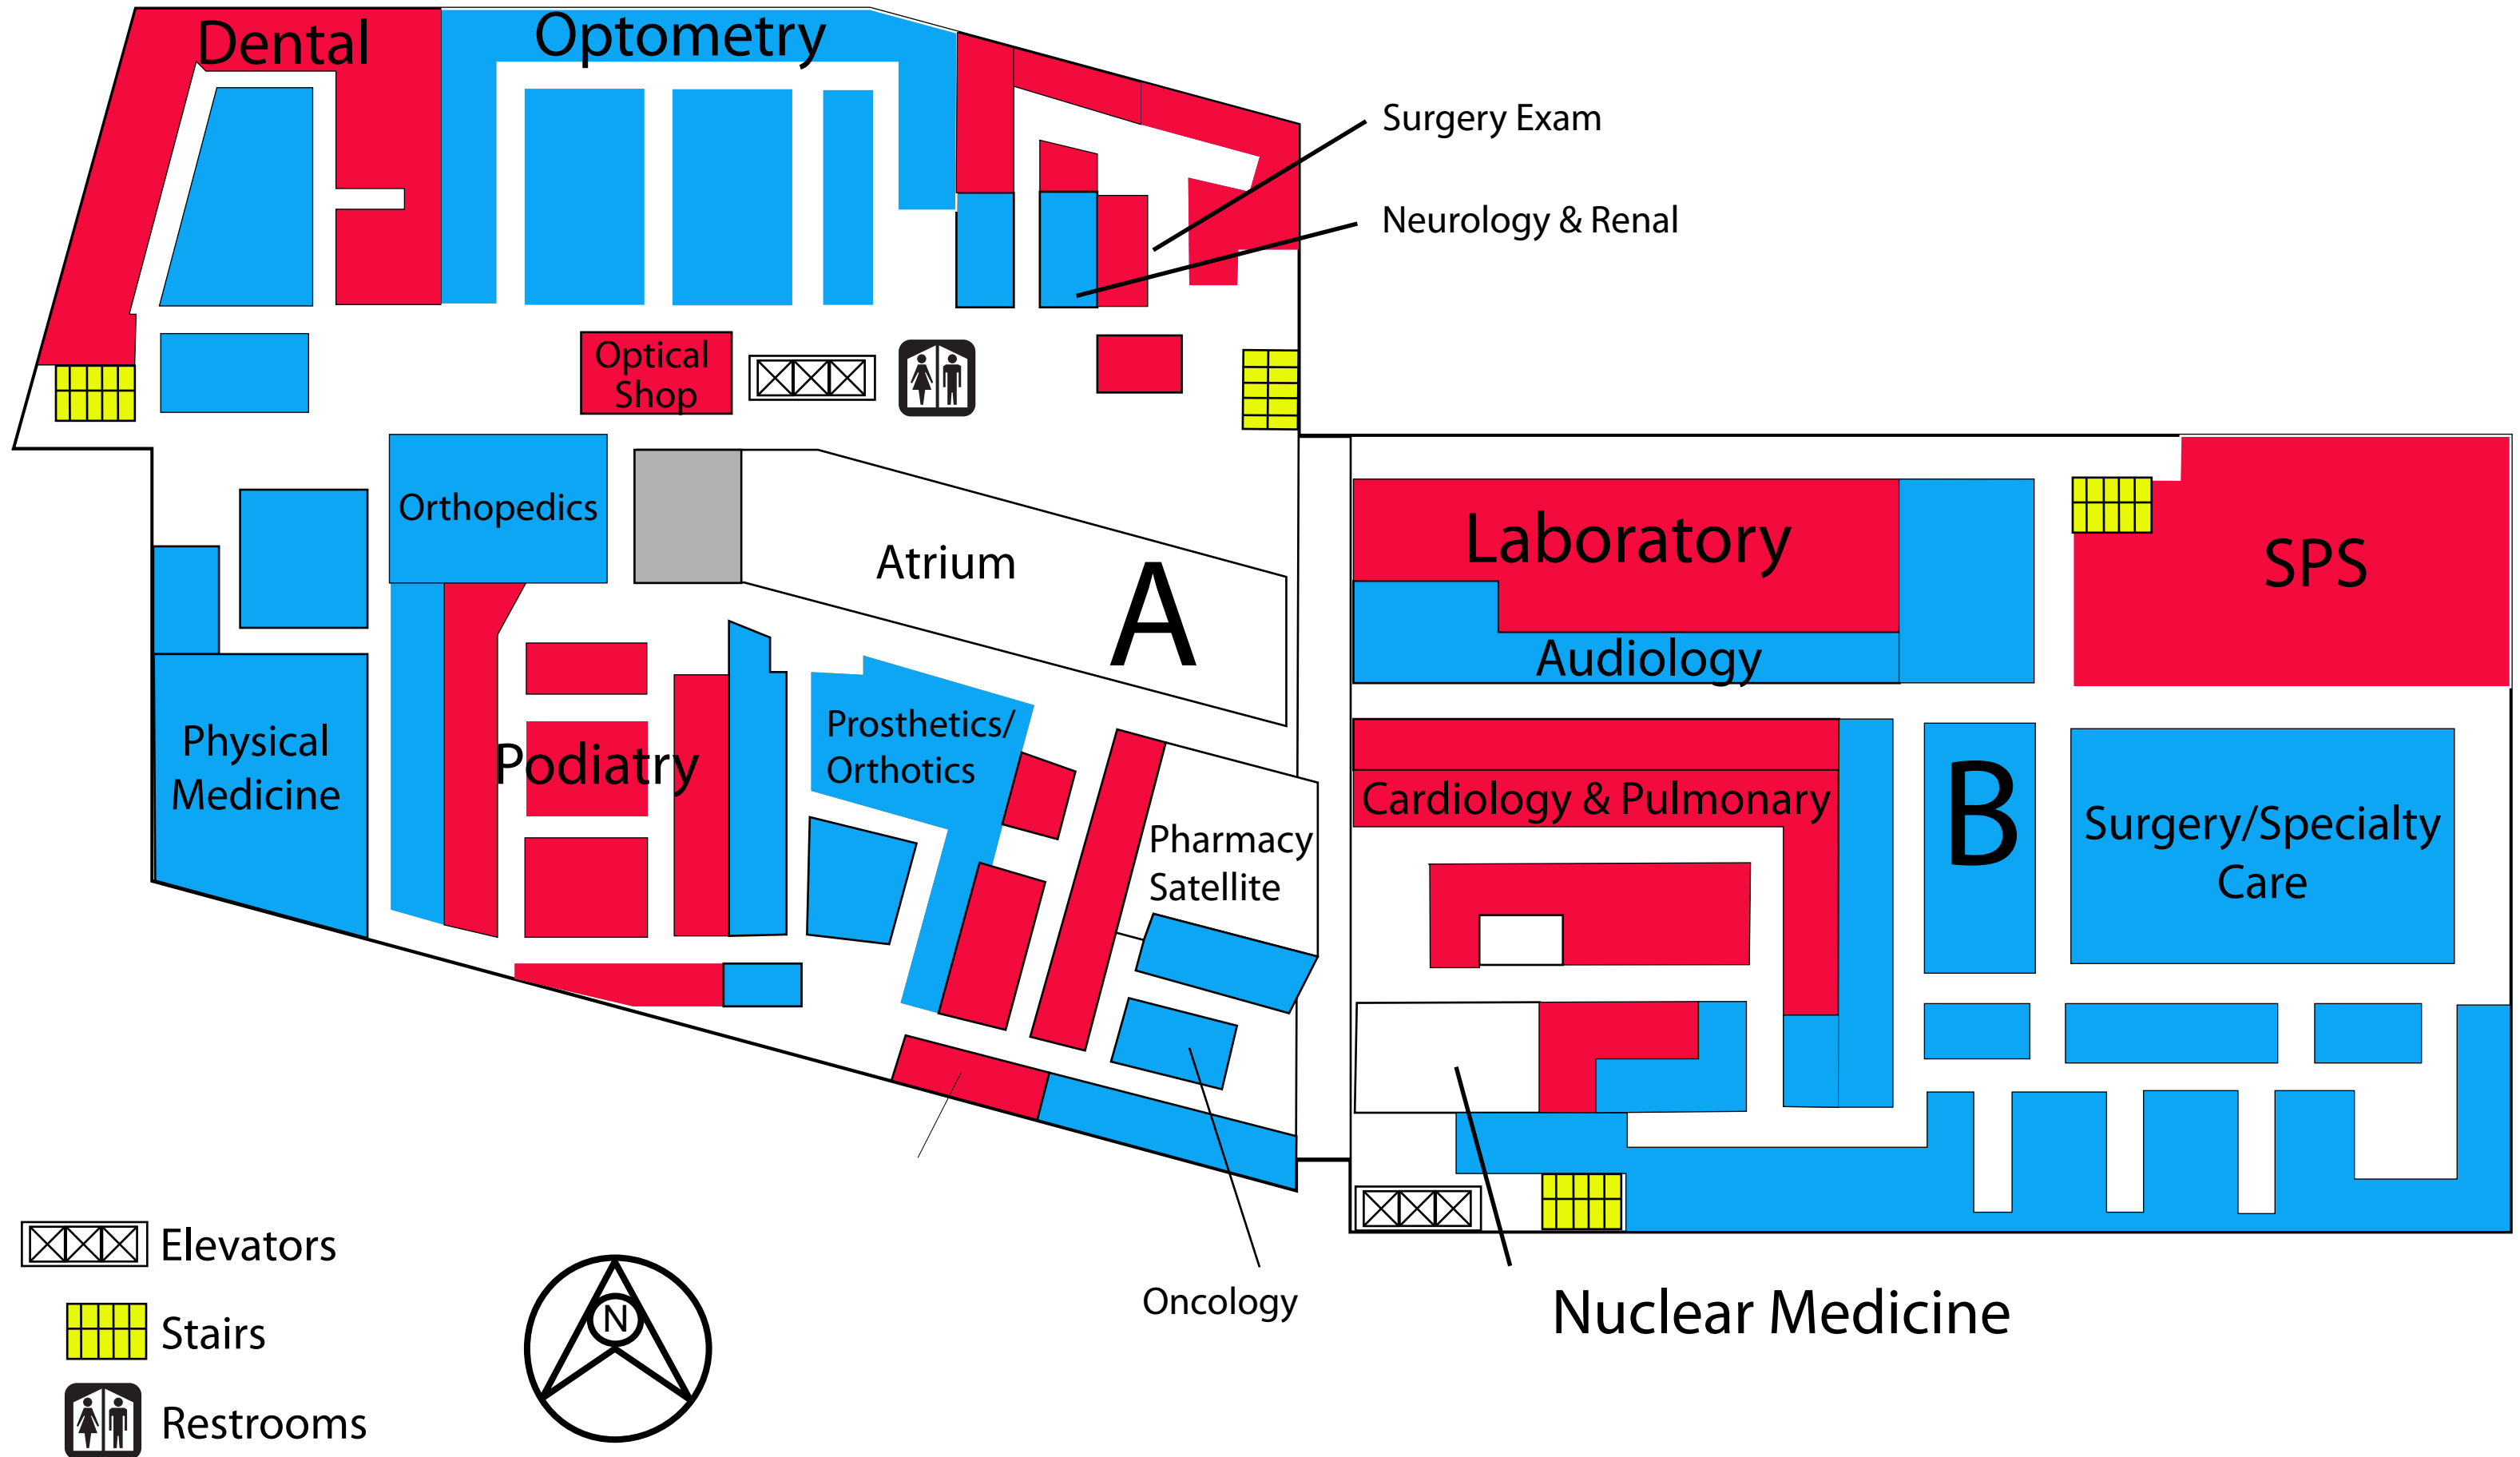 Dental
Optometry
Surgery Exam
Neurology & Renal
Optical
Shop
Orthopedics
Atrium
A
Laboratory
SPS
Audiology
Physical
Medicine
Podiatry
Prosthetics/
Orthotics
Pharmacy
Satellite
Cardiology & Pulmonary
B
Surgery/Specialty
Care
Elevators
Stairs
Restrooms
N
Oncology
Nuclear Medicine